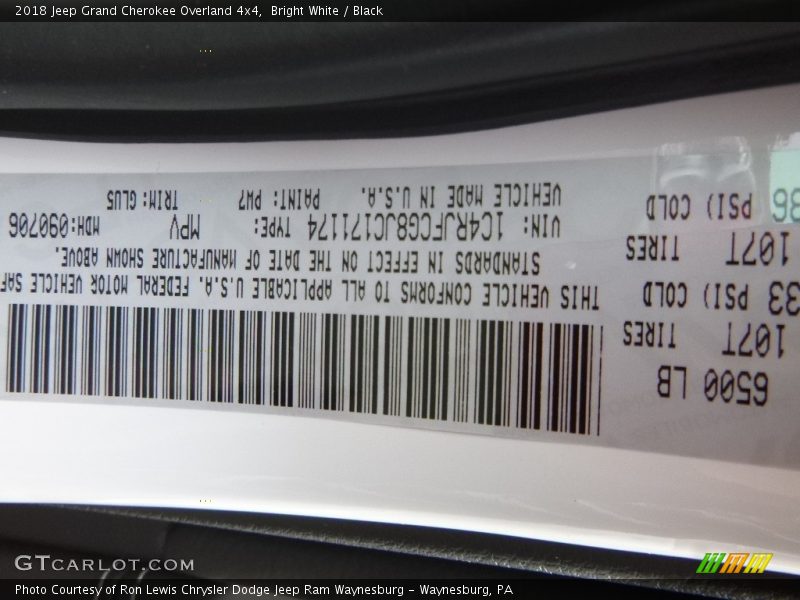 2018 Jeep Grand Cherokee Overland 4x4, Bright White / Black
6500 LB
107T TIRES
33 PSI) COLD
107T TIRES
PSI) COLD
THIS VEHICLE CONFORMS TO ALL APPLICABLE U.S.A. FEDERAL MOTOR VEHICLE SAF
STANDARDS IN EFFECT ON THE DATE OF MANUFACTURE SHOWN ABOVE.
VIN: 1C4RJFCG8JC171174 TYPE: MPV MDH:090706
VEHICLE MADE IN U.S.A. PAINT: PW7 TRIM:GLU5
GTCARLOT.COM
Photo Courtesy of Ron Lewis Chrysler Dodge Jeep Ram Waynesburg - Waynesburg, PA